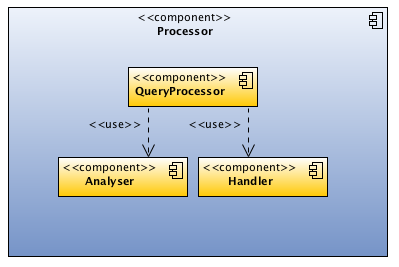 <<component>>
Processor
<<component>>
QueryProcessor
<<use>> <<use>>
<<component>> <<component>>
Analyser Handler